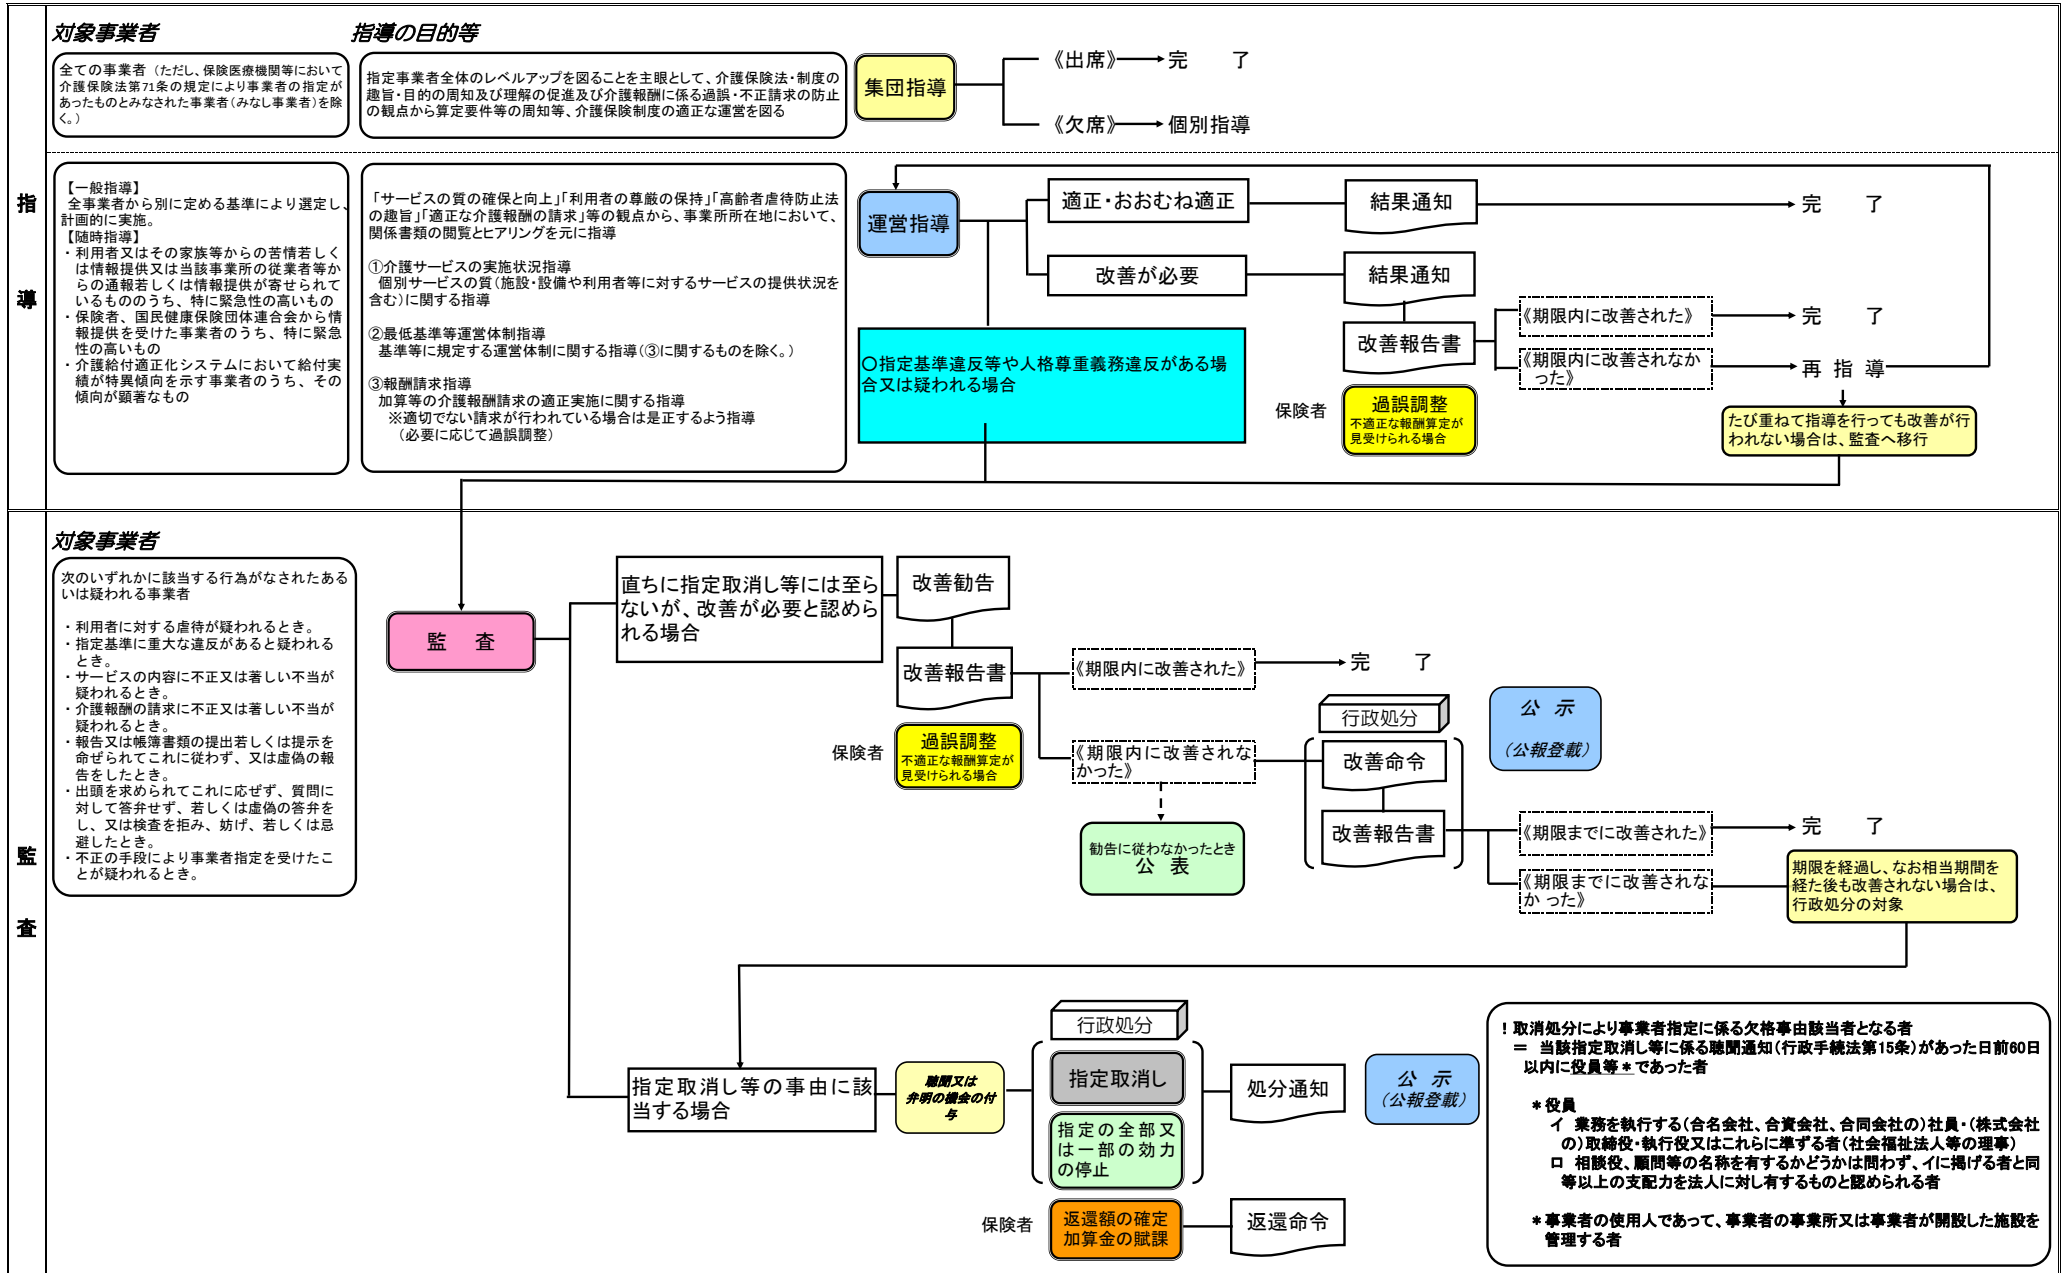 対象事業者
指導の目的等
全ての事業者（ただし、保険医療機関等において
介護保険法第71条の規定により事業者の指定が
あったものとみなされた事業者（みなし事業者）を除
く。）
指定事業者全体のレベルアップを図ることを主眼として、介護保険法・制度の
趣旨・目的の周知及び理解の促進及び介護報酬に係る過誤・不正請求の防止
の観点から算定要件等の周知等、介護保険制度の適正な運営を図る
集団指導
《出席》
完　　了
《欠席》
個別指導
指
導
【一般指導】
全事業者から別に定める基準により選定し、
計画的に実施。
【随時指導】
・利用者又はその家族等からの苦情若しく
は情報提供又は当該事業所の従業者等か
らの通報若しくは情報提供が寄せられて
いるもののうち、特に緊急性の高いもの
・保険者、国民健康保険団体連合会から情
報提供を受けた事業者のうち、特に緊急
性の高いもの
・介護給付適正化システムにおいて給付実
績が特異傾向を示す事業者のうち、その
傾向が顕著なもの
「サービスの質の確保と向上」「利用者の尊厳の保持」「高齢者虐待防止法
の趣旨」「適正な介護報酬の請求」等の観点から、事業所所在地において、
関係書類の閲覧とヒアリングを元に指導
①介護サービスの実施状況指導
個別サービスの質（施設・設備や利用者等に対するサービスの提供状況を
含む）に関する指導
②最低基準等運営体制指導
基準等に規定する運営体制に関する指導（③に関するものを除く。）
③報酬請求指導
加算等の介護報酬請求の適正実施に関する指導
※適切でない請求が行われている場合は是正するよう指導
（必要に応じて過誤調整）
運営指導
適正・おおむね適正
結果通知
完　　了
改善が必要
結果通知
改善報告書
《期限内に改善された》
完　　了
《期限内に改善されなか
った》
再 指 導
〇指定基準違反等や人格尊重義務違反がある場
合又は疑われる場合
保険者
過誤調整
不適正な報酬算定が
見受けられる場合
たび重ねて指導を行っても改善が行
われない場合は、監査へ移行
監
査
対象事業者
次のいずれかに該当する行為がなされたある
いは疑われる事業者
・利用者に対する虐待が疑われるとき。
・指定基準に重大な違反があると疑われる
とき。
・サービスの内容に不正又は著しい不当が
疑われるとき。
・介護報酬の請求に不正又は著しい不当が
疑われるとき。
・報告又は帳簿書類の提出若しくは提示を
命ぜられてこれに従わず、又は虚偽の報
告をしたとき。
・出頭を求められてこれに応ぜず、質問に
対して答弁せず、若しくは虚偽の答弁を
し、又は検査を拒み、妨げ、若しくは忌
避したとき。
・不正の手段により事業者指定を受けたこ
とが疑われるとき。
監　査
直ちに指定取消し等には至ら
ないが、改善が必要と認めら
れる場合
改善勧告
改善報告書
《期限内に改善された》
完　　了
保険者
過誤調整
不適正な報酬算定が
見受けられる場合
《期限内に改善されな
かった》
勧告に従わなかったとき
公　表
行政処分
改善命令
改善報告書
公　示
（公報登載）
《期限までに改善された》
完　　了
《期限までに改善されな
か った》
期限を経過し、なお相当期間を
経た後も改善されない場合は、
行政処分の対象
指定取消し等の事由に該
当する場合
聴聞又は
弁明の機会の付
与
行政処分
指定取消し
指定の全部又
は一部の効力
の停止
処分通知
公　示
（公報登載）
保険者
返還額の確定
加算金の賦課
返還命令
！取消処分により事業者指定に係る欠格事由該当者となる者
＝　当該指定取消し等に係る聴聞通知（行政手続法第15条）があった日前60日
以内に役員等＊であった者
＊役員
イ　業務を執行する（合名会社、合資会社、合同会社の）社員・（株式会社
の）取締役・執行役又はこれらに準ずる者（社会福祉法人等の理事）
ロ　相談役、顧問等の名称を有するかどうかは問わず、イに掲げる者と同
等以上の支配力を法人に対し有するものと認められる者
＊事業者の使用人であって、事業者の事業所又は事業者が開設した施設を
管理する者